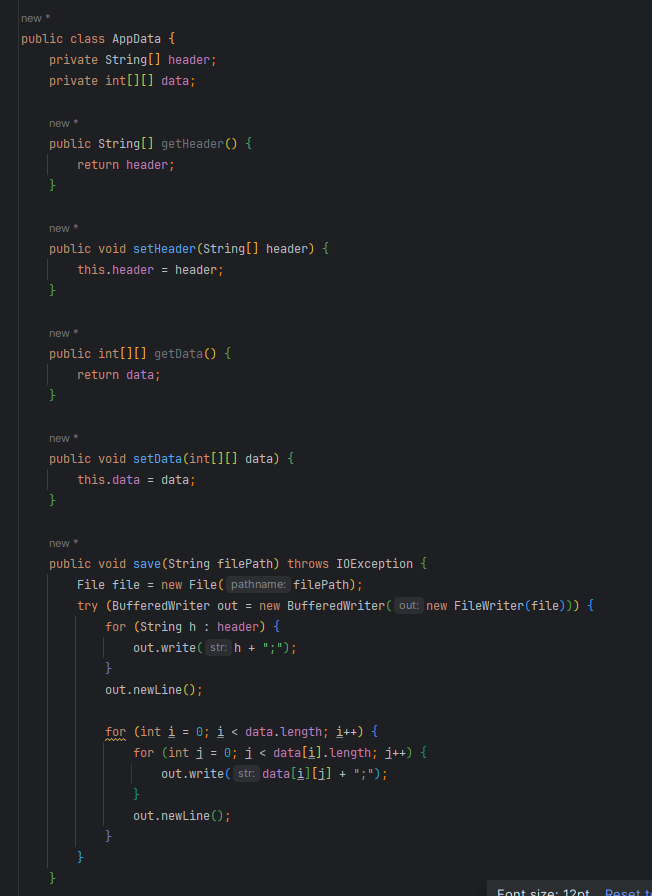 new *
public class AppData {
private String[] header;
private int[][] data;
new *
public String[] getHeader() {
return header;
}
new *
public void setHeader(String[] header) {
this.header = header;
}
new *
public int[][] getData() {
return data;
}
new *
public void setData(int[][] data) {
this.data = data;
}
new *
public void save(String filePath) throws IOException {
File file = new File( pathname: filePath);
try (BufferedWriter out = new BufferedWriter( out: new FileWriter(file))) {
for (String h : header) {
out.write( str: h + ";");
}
out.newLine();
for (int i = 0; i < data.length; i++) {
for (int j = 0; j < data[i].length; j++) {
out.write( str: data[i][j] + ";");
}
out.newLine();
}
}
}
Font size: 12pt Reset to